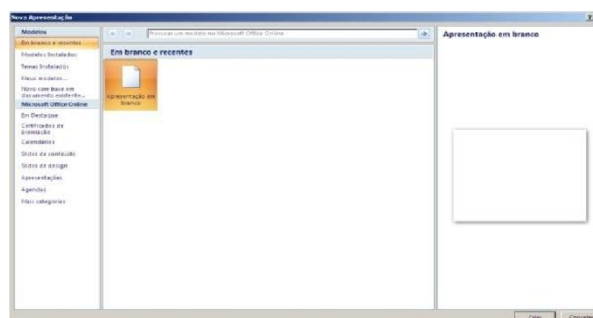 Nova Apresentação
Modelos
Em branco e recentes
Modelos Instalados
Temas Instalados
Meus modelos...
Novo com base em
documento existente...
Microsoft Office Online
Em Destaque
Certificados de
premiação
Calendários
Slides de conteúdo
Slides de design
Apresentações
Agendas
Mais categorias
Procurar um modelo no Microsoft Office Online
Em branco e recentes
Apresentação em
branco
Apresentação em branco
Criar
Cancelar